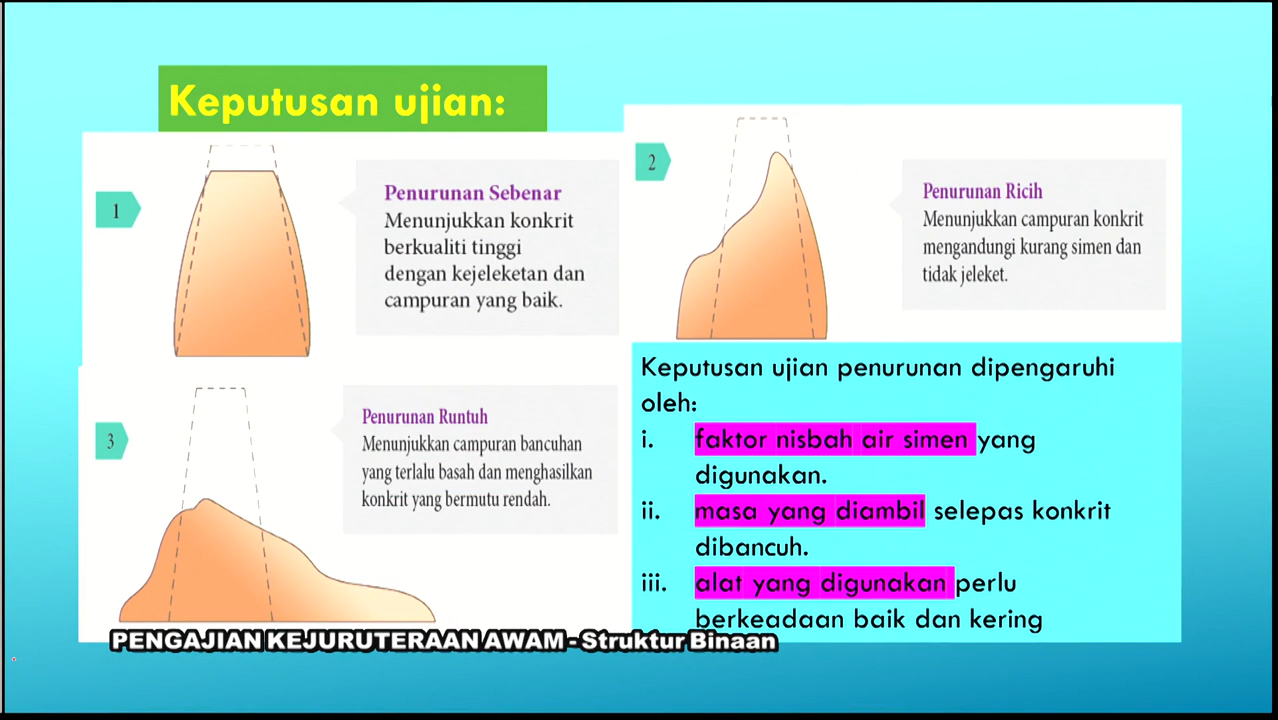 Keputusan ujian:
1
Penurunan Sebenar
Menunjukkan konkrit
berkualiti tinggi
dengan kejeleketan dan
campuran yang baik.
2
Penurunan Ricih
Menunjukkan campuran konkrit
mengandungi kurang simen dan
tidak jeleket.
3
Penurunan Runtuh
Menunjukkan campuran bancuhan
yang terlalu basah dan menghasilkan
konkrit yang bermutu rendah.
Keputusan ujian penurunan dipengaruhi
oleh:
i. faktor nisbah air simen yang
digunakan.
ii. masa yang diambil selepas konkrit
dibancuh.
iii. alat yang digunakan perlu
berkeadaan baik dan kering
PENGAJIAN KEJURUTERAAN AWAM - Struktur Binaan